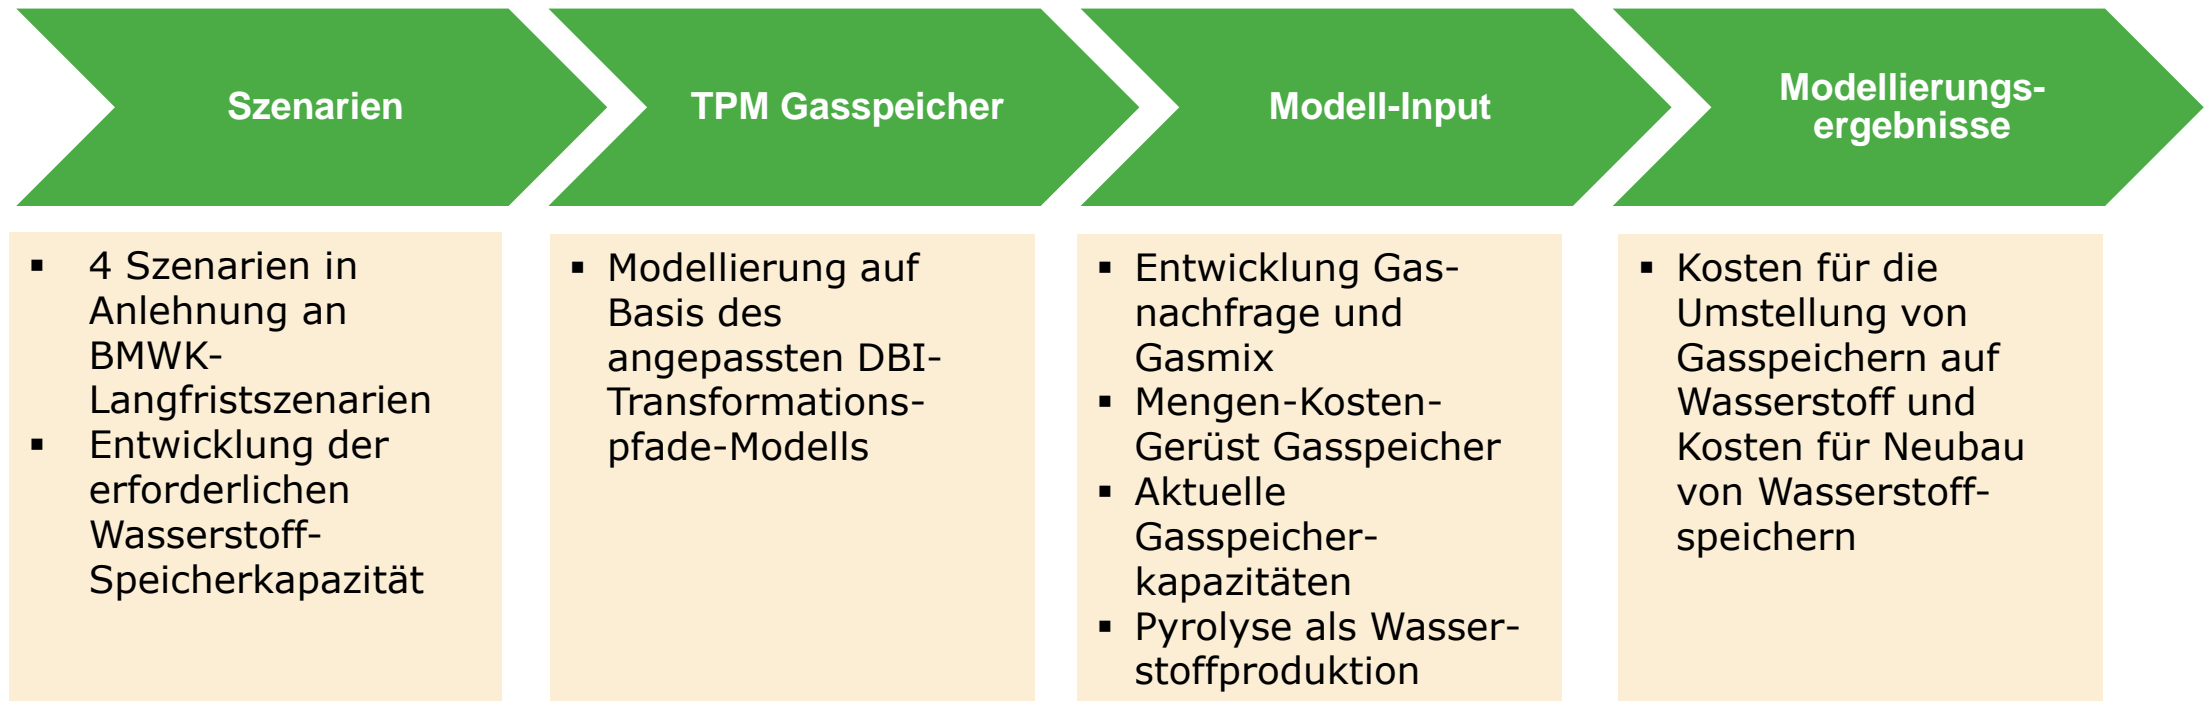 Szenarien
TPM Gasspeicher
Modell-Input
Modellierungs-
ergebnisse
▪ 4 Szenarien in
Anlehnung an
BMWK-
Langfristszenarien
▪ Entwicklung der
erforderlichen
Wasserstoff-
Speicherkapazität
▪ Modellierung auf
Basis des
angepassten DBI-
Transformations-
pfade-Modells
▪ Entwicklung Gas-
nachfrage und
Gasmix
▪ Mengen-Kosten-
Gerüst Gasspeicher
▪ Aktuelle
Gasspeicher-
kapazitäten
▪ Pyrolyse als Wasser-
stoffproduktion
▪ Kosten für die
Umstellung von
Gasspeichern auf
Wasserstoff und
Kosten für Neubau
von Wasserstoff-
speichern